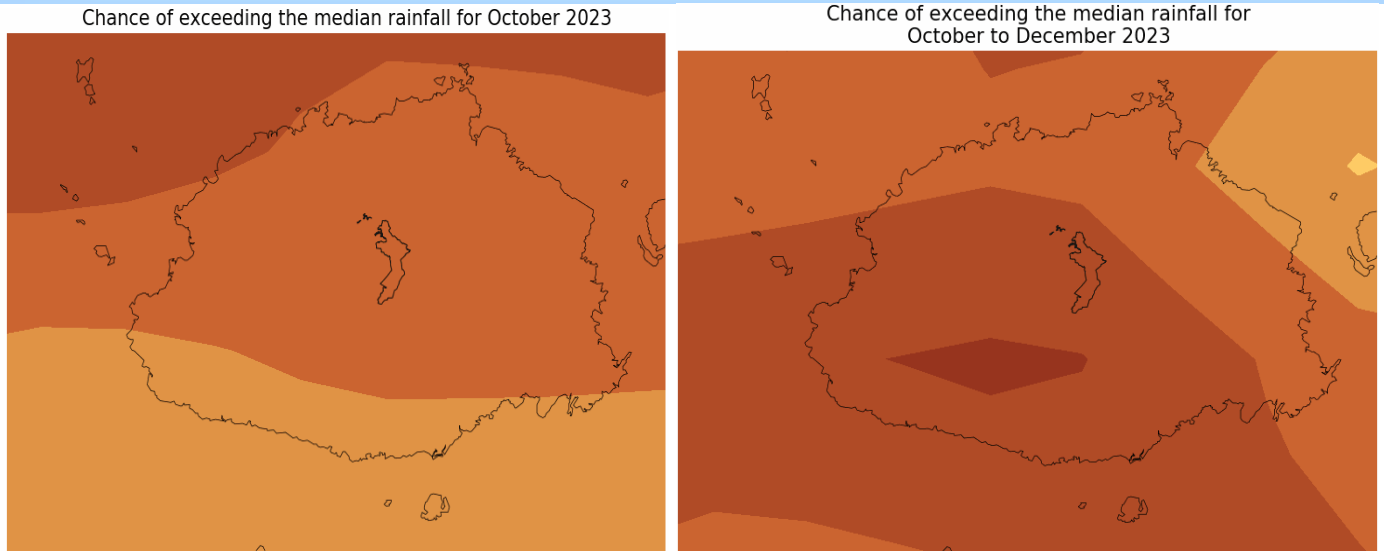 Chance of exceeding the median rainfall for October 2023
Chance of exceeding the median rainfall for
October to December 2023